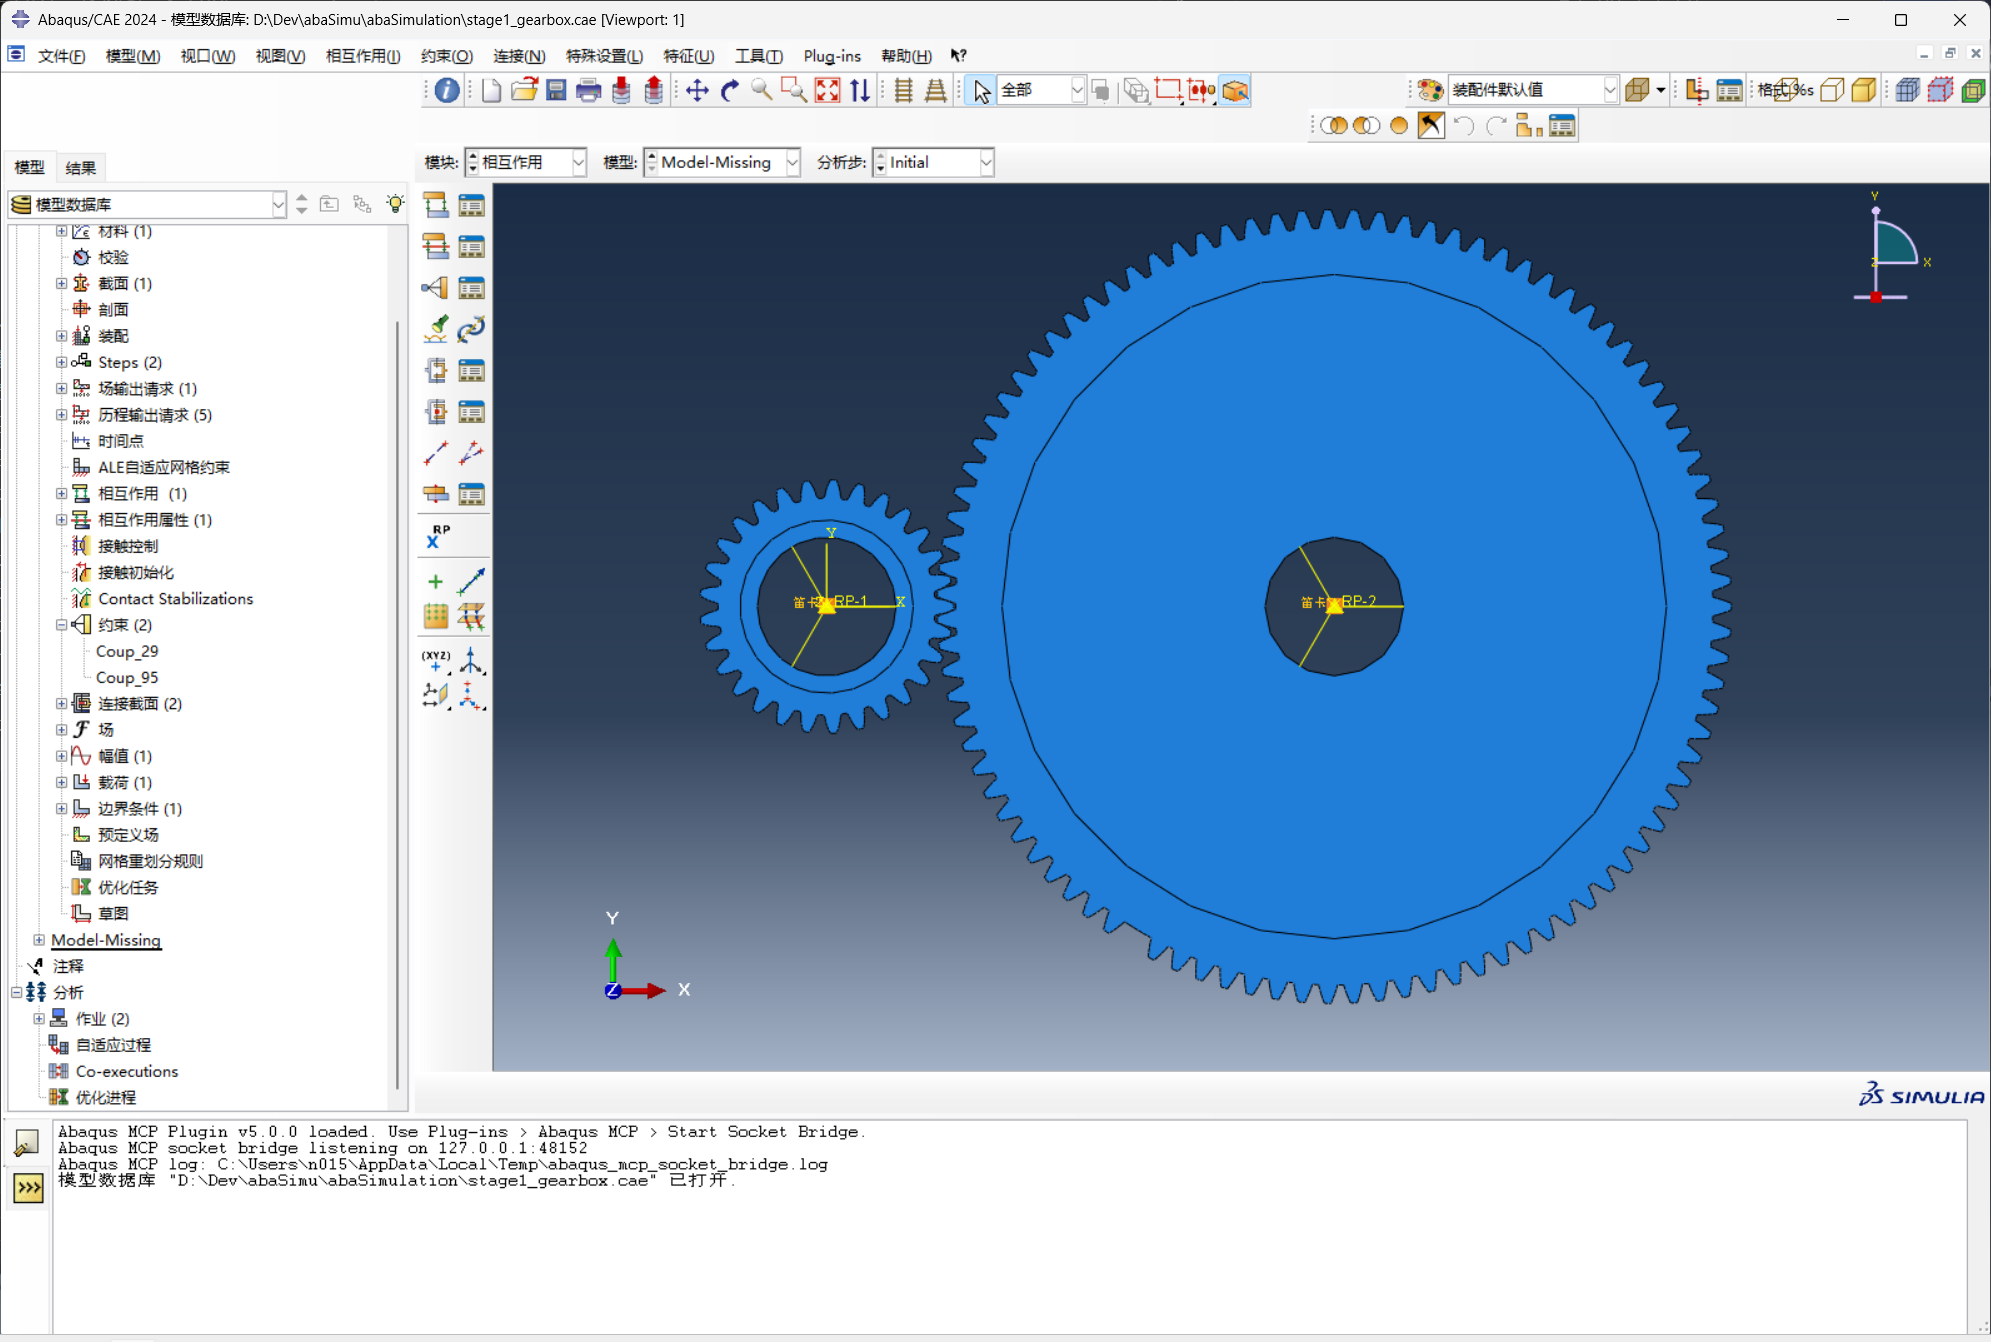 Abaqus/CAE 2024 - 模型数据库: D:\Dev\abaSimu\abaSimulation\stage1_gearbox.cae [Viewport: 1]
文件(F) 模型(M) 视口(W) 视图(V) 相互作用(I) 约束(O) 连接(N) 特殊设置(L) 特征(U) 工具(T) Plug-ins 帮助(H)
全部
装配件默认值
格式%s
模型 结果
模块: 相互作用 模型: Model-Missing 分析步: Initial
模型数据库
材料 (1)
校验
截面 (1)
剖面
装配
Steps (2)
场输出请求 (1)
历程输出请求 (5)
时间点
ALE自适应网格约束
相互作用 (1)
相互作用属性 (1)
接触控制
接触初始化
Contact Stabilizations
约束 (2)
Coup_29
Coup_95
连接截面 (2)
场
幅值 (1)
载荷 (1)
边界条件 (1)
预定义场
网格重划分规则
优化任务
草图
Model-Missing
注释
分析
作业 (2)
自适应过程
Co-executions
优化进程
RP
X
(XYZ)
Y
Z X
Y
笛卡 RP-1 X
笛卡 RP-2
Y
Z X
SIMULIA
Abaqus MCP Plugin v5.0.0 loaded. Use Plug-ins > Abaqus MCP > Start Socket Bridge.
Abaqus MCP socket bridge listening on 127.0.0.1:48152
Abaqus MCP log: C:\Users\n015\AppData\Local\Temp\abaqus_mcp_socket_bridge.log
模型数据库 "D:\Dev\abaSimu\abaSimulation\stage1_gearbox.cae" 已打开.
>>>